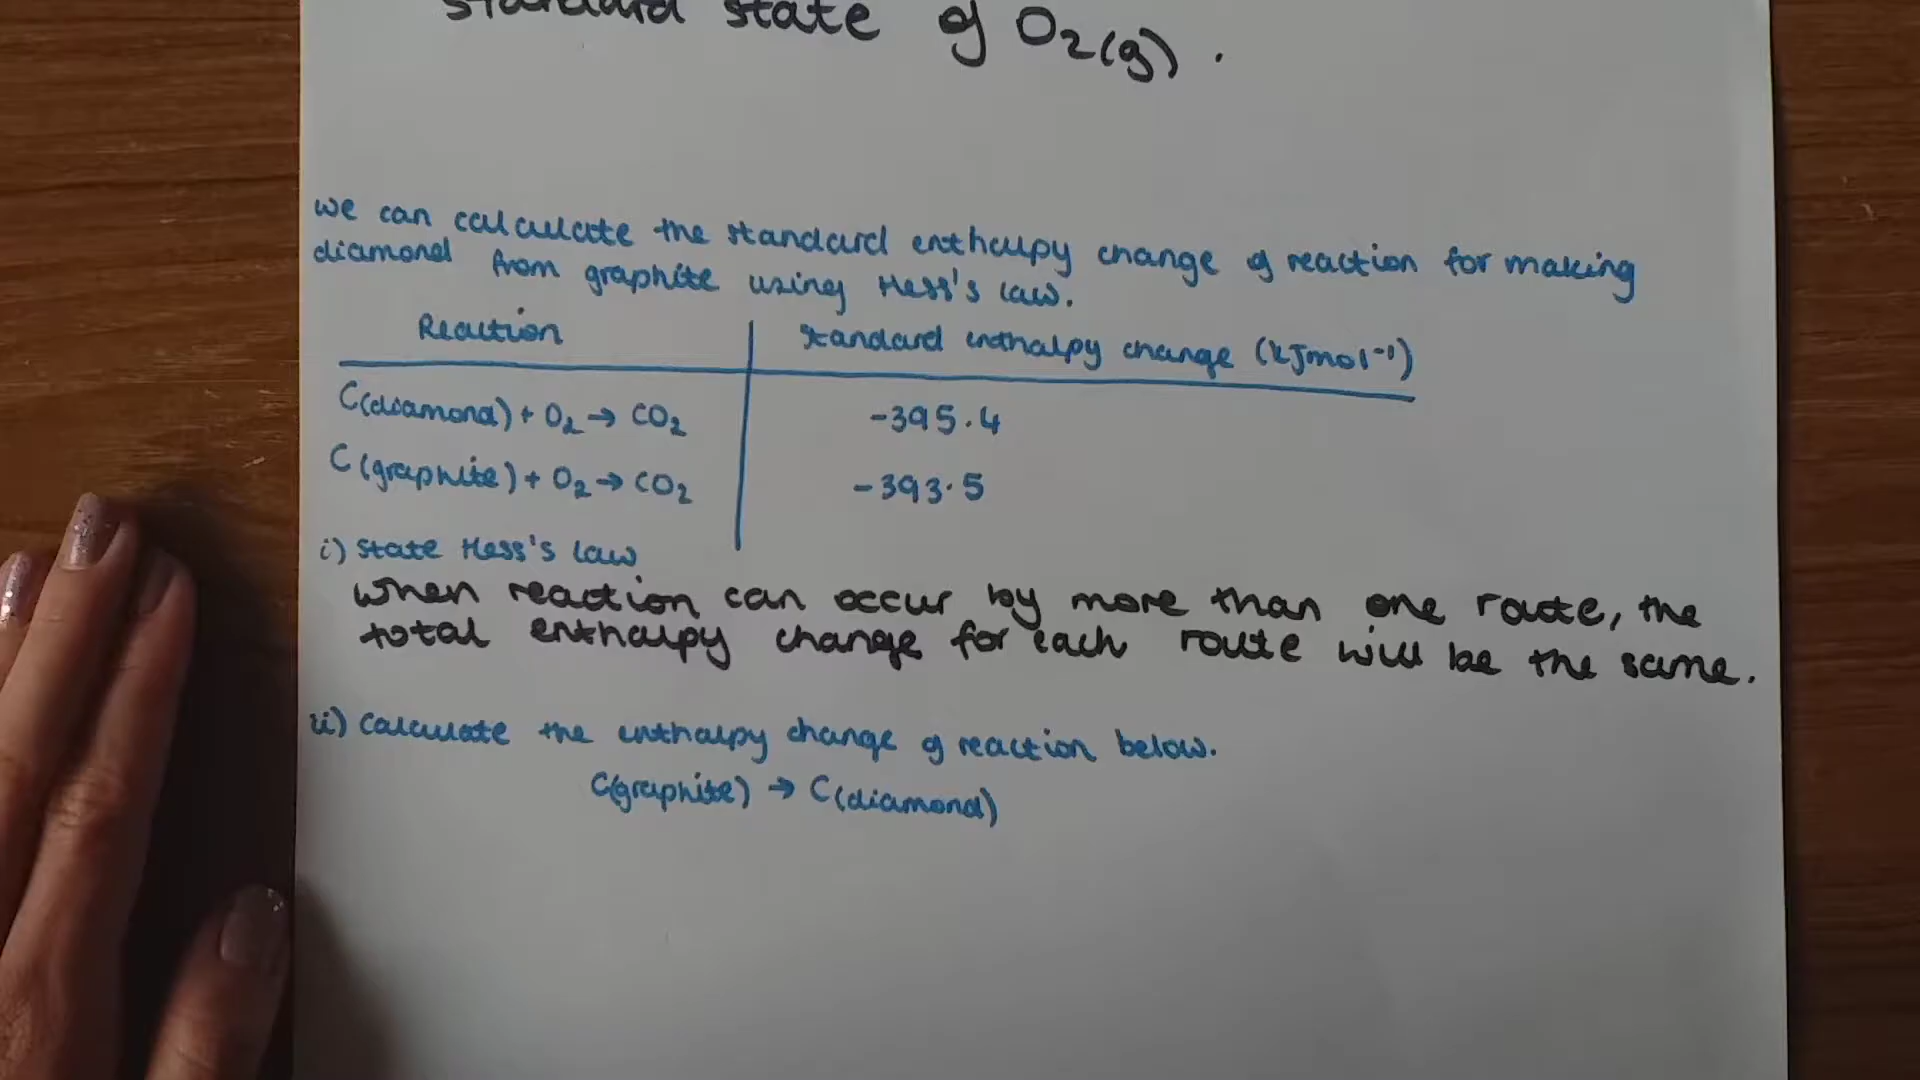 standard state of O2(g).
we can calculate the standard enthalpy change of reaction for making
diamond from graphite using Hess's law.
Reaction
standard enthalpy change (kJmol⁻¹)
C(diamond) + O2 → CO2
-395.4
C(graphite) + O2 → CO2
-393.5
i) state Hess's law
when reaction can occur by more than one route, the
total enthalpy change for each route will be the same.
ii) calculate the enthalpy change of reaction below.
C(graphite) → C(diamond)